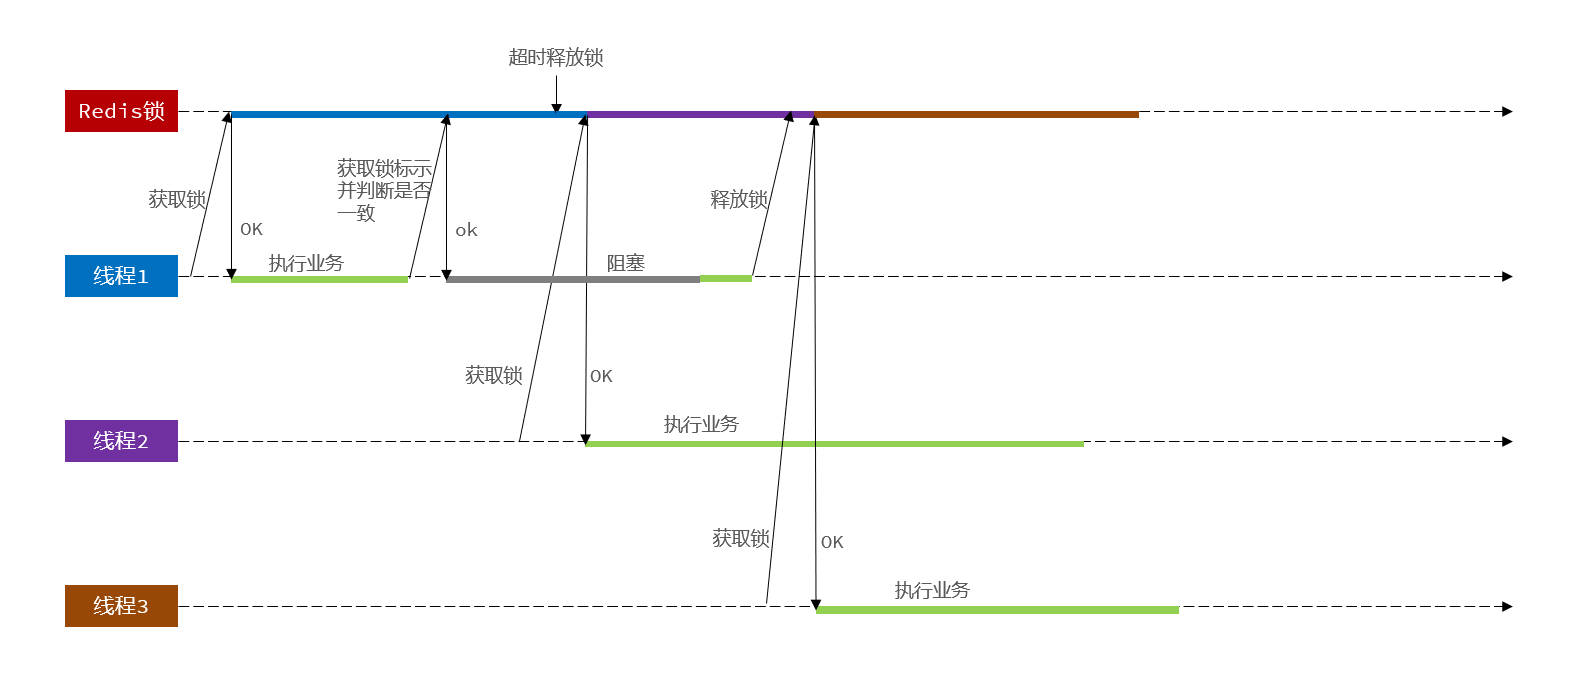 超时释放锁
Redis锁
获取锁标示
并判断是否
一致
获取锁
释放锁
OK
ok
执行业务
阻塞
线程1
获取锁
OK
执行业务
线程2
获取锁
OK
执行业务
线程3